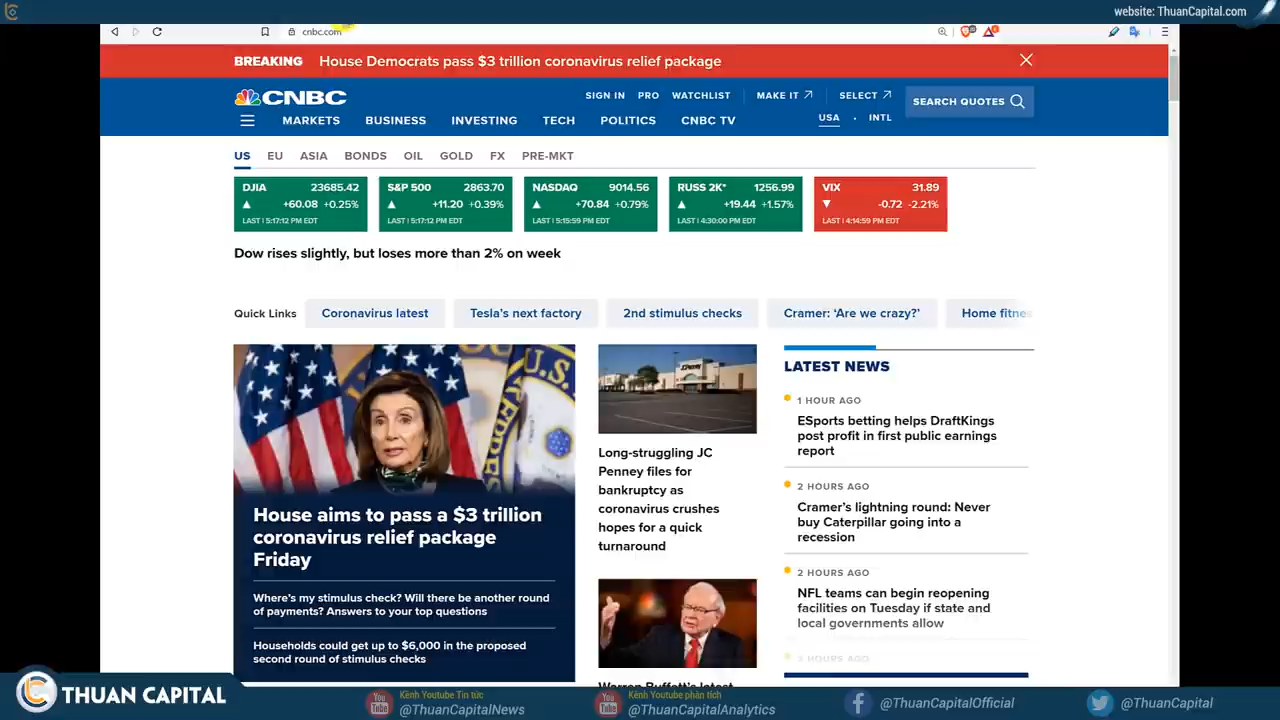 website: ThuanCapital.com
cnbc.com
BREAKING House Democrats pass $3 trillion coronavirus relief package
CNBC
SIGN IN PRO WATCHLIST MAKE IT SELECT
SEARCH QUOTES
MARKETS BUSINESS INVESTING TECH POLITICS CNBC TV
USA · INTL
US EU ASIA BONDS OIL GOLD FX PRE-MKT
DJIA 23685.42
+60.08 +0.25%
LAST | 5:17:12 PM EDT
S&P 500 2863.70
+11.20 +0.39%
LAST | 5:17:12 PM EDT
NASDAQ 9014.56
+70.84 +0.79%
LAST | 5:15:59 PM EDT
RUSS 2K* 1256.99
+19.44 +1.57%
LAST | 4:30:00 PM EDT
VIX 31.89
-0.72 -2.21%
LAST | 4:14:59 PM EDT
Dow rises slightly, but loses more than 2% on week
Quick Links Coronavirus latest Tesla's next factory 2nd stimulus checks Cramer: 'Are we crazy?' Home fitne
U.S.
House aims to pass a $3 trillion
coronavirus relief package
Friday
Where's my stimulus check? Will there be another round
of payments? Answers to your top questions
Households could get up to $6,000 in the proposed
second round of stimulus checks
JCPenney
Long-struggling JC
Penney files for
bankruptcy as
coronavirus crushes
hopes for a quick
turnaround
Warren Buffett's latest
LATEST NEWS
1 HOUR AGO
ESports betting helps DraftKings
post profit in first public earnings
report
2 HOURS AGO
Cramer's lightning round: Never
buy Caterpillar going into a
recession
2 HOURS AGO
NFL teams can begin reopening
facilities on Tuesday if state and
local governments allow
3 HOURS AGO
THUAN CAPITAL
You Tube
Kênh Youtube Tin tức
@ThuanCapitalNews
You Tube
Kênh Youtube phân tích
@ThuanCapitalAnalytics
@ThuanCapitalOfficial
@ThuanCapital